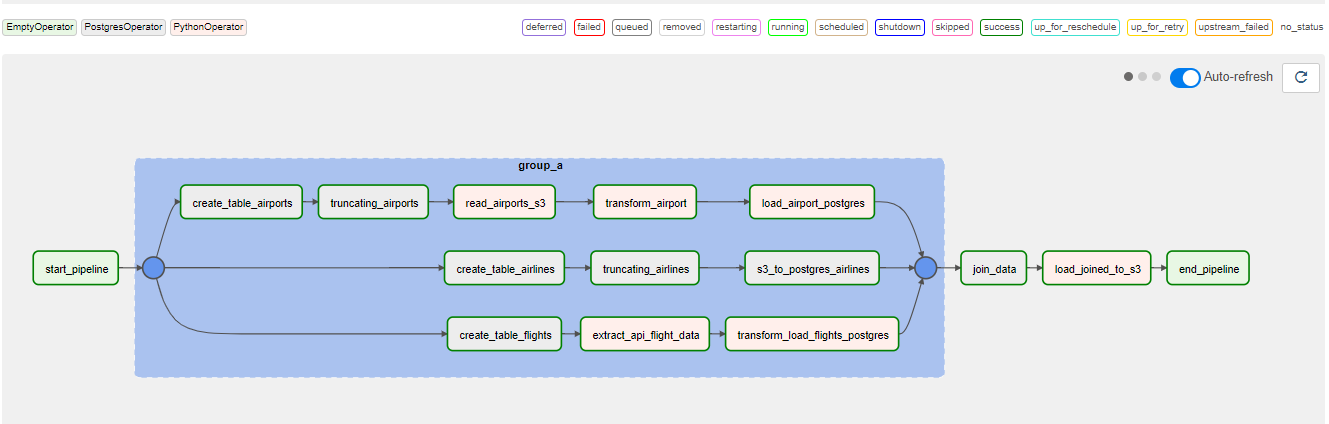 EmptyOperator PostgresOperator PythonOperator deferred failed queued removed restarting running scheduled shutdown skipped success up_for_reschedule up_for_retry upstream_failed no_status
Auto-refresh
group_a
create_table_airports truncating_airports read_airports_s3 transform_airport load_airport_postgres
start_pipeline create_table_airlines truncating_airlines s3_to_postgres_airlines join_data load_joined_to_s3 end_pipeline
create_table_flights extract_api_flight_data transform_load_flights_postgres